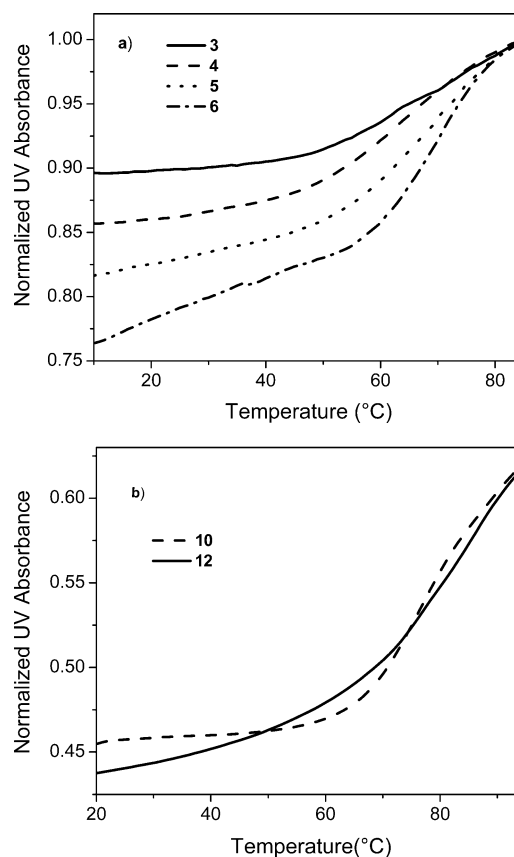 a)
3
4
5
6
1.00
0.95
0.90
0.85
0.80
0.75
Normalized UV Absorbance
20 40 60 80
Temperature (°C)
b)
10
12
0.60
0.55
0.50
0.45
Normalized UV Absorbance
20 40 60 80
Temperature(°C)